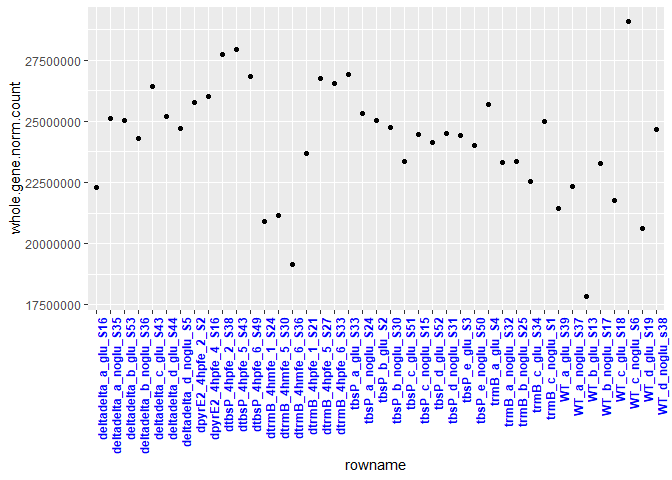 whole.gene.norm.count
27500000
25000000
22500000
20000000
17500000
deltadelta_a_glu_S16
deltadelta_a_noglu_S35
deltadelta_b_glu_S53
deltadelta_b_noglu_S36
deltadelta_c_glu_S43
deltadelta_d_glu_S44
deltadelta_d_noglu_S5
dpyrE2_4hpfe_2_S2
dpyrE2_4hpfe_4_S16
dtbsP_4hpfe_2_S38
dtbsP_4hpfe_5_S43
dtbsP_4hpfe_6_S49
dtrmB_4hmfe_1_S24
dtrmB_4hmfe_5_S30
dtrmB_4hmfe_6_S36
dtrmB_4hpfe_1_S21
dtrmB_4hpfe_5_S27
dtrmB_4hpfe_6_S33
tbsP_a_glu_S33
tbsP_a_noglu_S24
tbsP_b_glu_S2
tbsP_b_noglu_S30
tbsP_c_glu_S51
tbsP_c_noglu_S15
tbsP_d_glu_S52
tbsP_d_noglu_S31
tbsP_e_glu_S3
tbsP_e_noglu_S50
trmB_a_glu_S4
trmB_a_noglu_S32
trmB_b_noglu_S25
trmB_c_glu_S34
trmB_c_noglu_S1
WT_a_glu_S39
WT_a_noglu_S37
WT_b_glu_S13
WT_b_noglu_S17
WT_c_glu_S18
WT_c_noglu_S6
WT_d_glu_S19
WT_d_noglu_s38
rowname